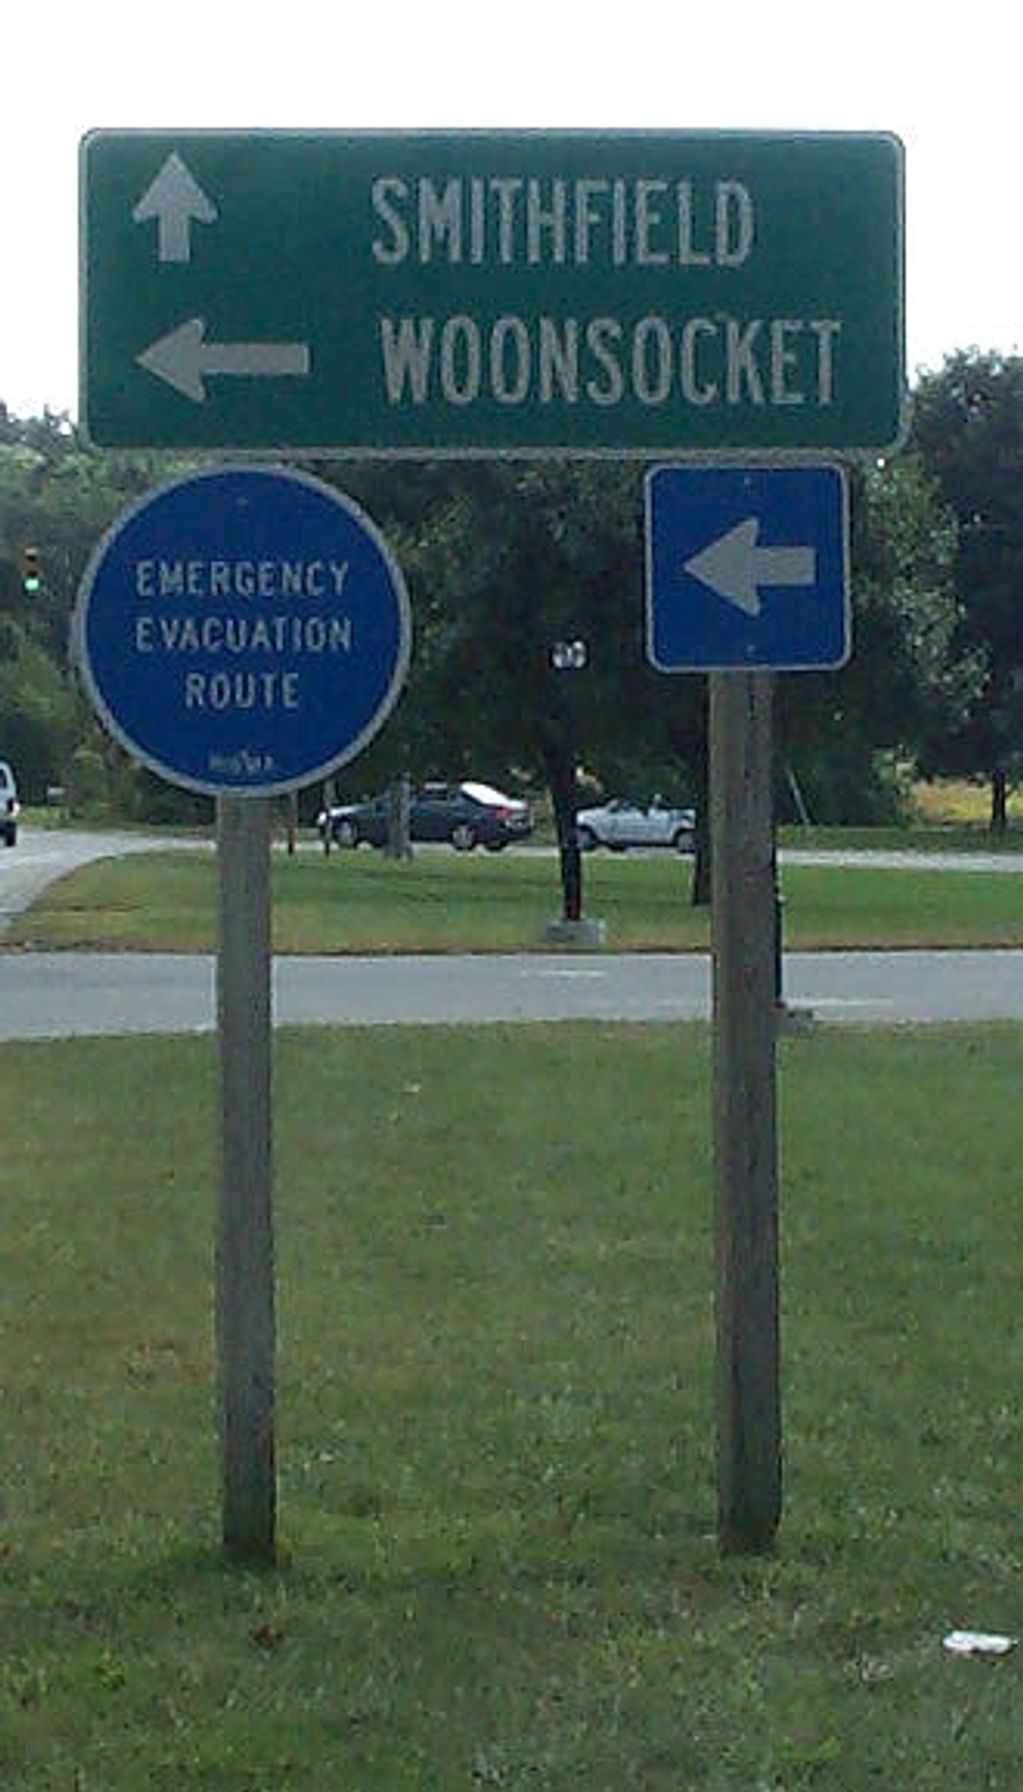 SMITHFIELD
WOONSOCKET
EMERGENCY
EVACUATION
ROUTE